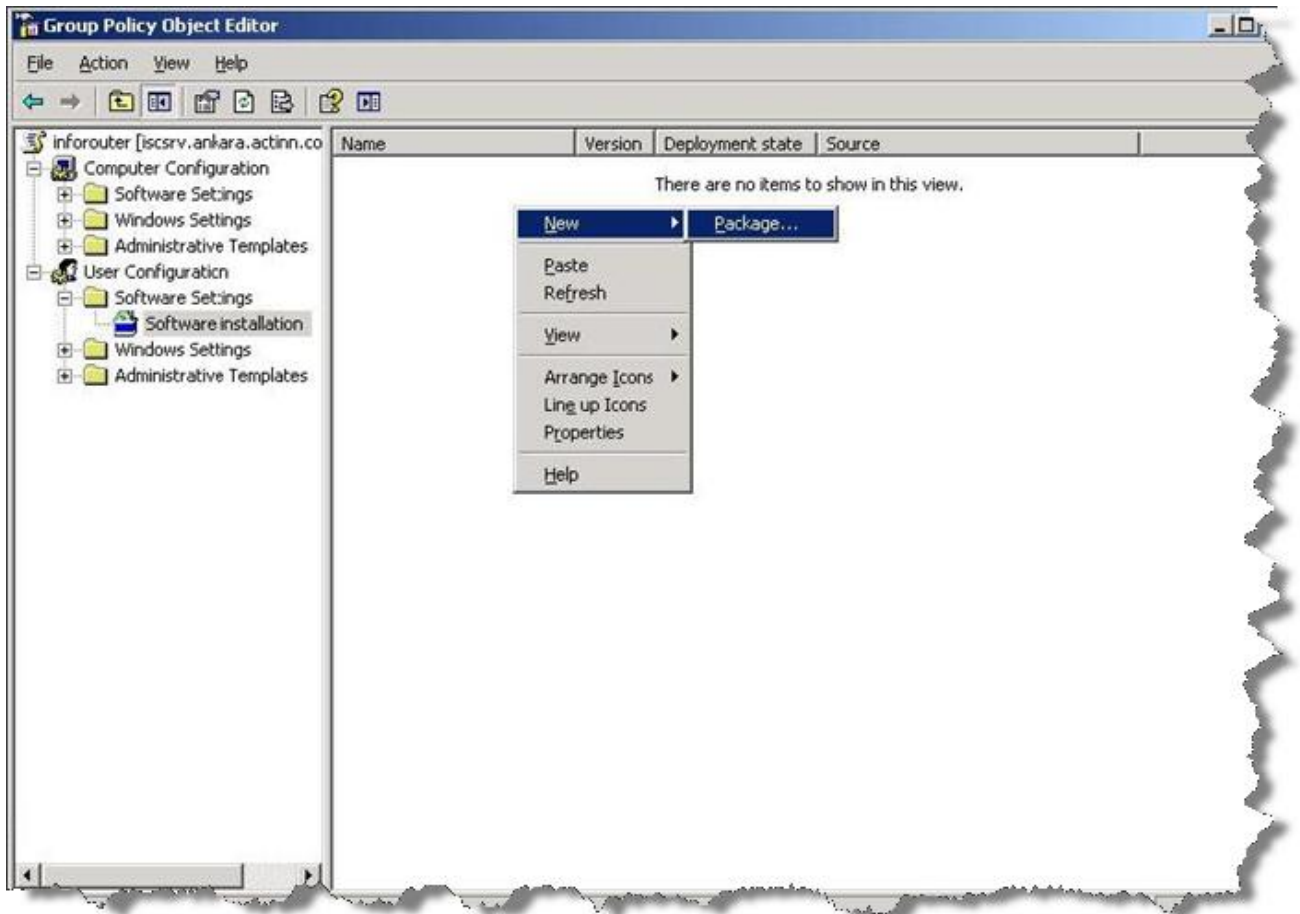 Group Policy Object Editor
File Action View Help
inforouter [iscsrv.ankara.actinn.co
Computer Configuration
Software Settings
Windows Settings
Administrative Templates
User Configuration
Software Settings
Software installation
Windows Settings
Administrative Templates
Name Version Deployment state Source
There are no items to show in this view.
New Package...
Paste
Refresh
View
Arrange Icons
Line up Icons
Properties
Help